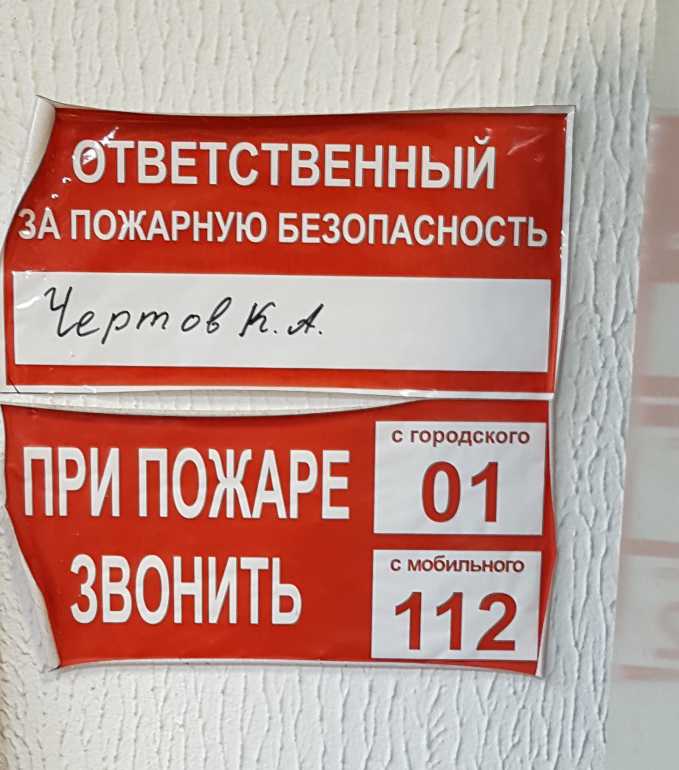 ОТВЕТСТВЕННЫЙ
ЗА ПОЖАРНУЮ БЕЗОПАСНОСТЬ
Чертов К. А.
ПРИ ПОЖАРЕ
ЗВОНИТЬ
с городского
01
с мобильного
112